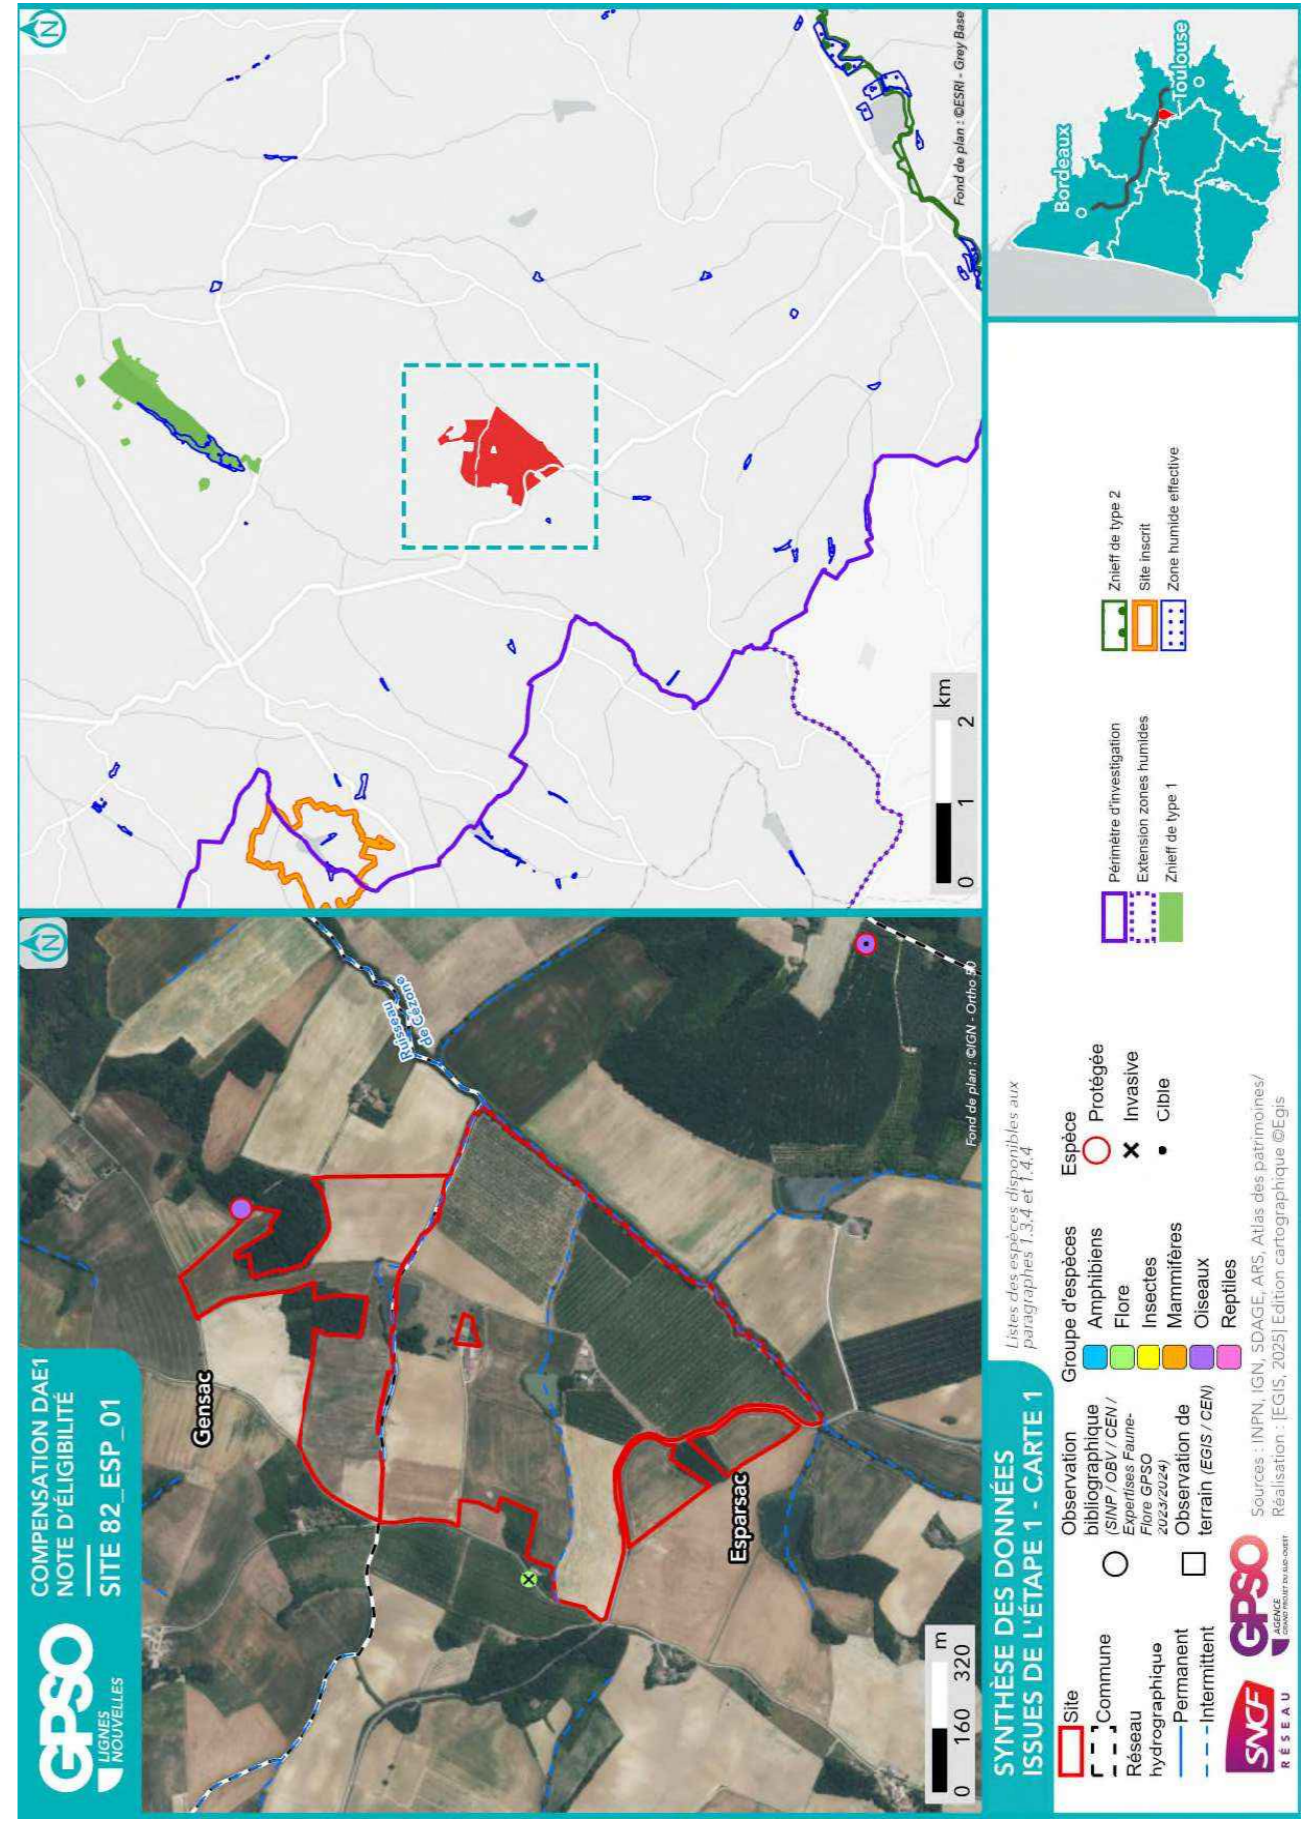 GPSO
LIGNES
NOUVELLES
COMPENSATION DAE1
NOTE D'ÉLIGIBILITÉ
SITE 82_ESP_01
N
Gensac
Esparsac
Ruisseau
de Cézone
0 160 320 m
Fond de plan : ©IGN - Ortho 50
N
0 1 2 km
Fond de plan : ©ESRI - Grey Base
SYNTHÈSE DES DONNÉES
ISSUES DE L'ÉTAPE 1 - CARTE 1
Listes des espèces disponibles aux
paragraphes 1.3.4 et 1.4.4
Site
Commune
Réseau
hydrographique
Permanent
Intermittent
Observation
bibliographique
(SINP / OBV / CEN /
Expertises Faune-
Flore GPSO
2023/2024)
Observation de
terrain (EGIS / CEN)
Groupe d'espèces
Amphibiens
Flore
Insectes
Mammifères
Oiseaux
Reptiles
Espèce
Protégée
Invasive
Cible
Périmètre d'investigation
Extension zones humides
Znieff de type 1
Znieff de type 2
Site inscrit
Zone humide effective
Bordeaux
Toulouse
SNCF
RÉSEAU
GPSO
AGENCE
GRAND PROJET DU SUD-OUEST
Sources : INPN, IGN, SDAGE, ARS, Atlas des patrimoines/
Réalisation : [EGIS, 2025] Edition cartographique ©Egis